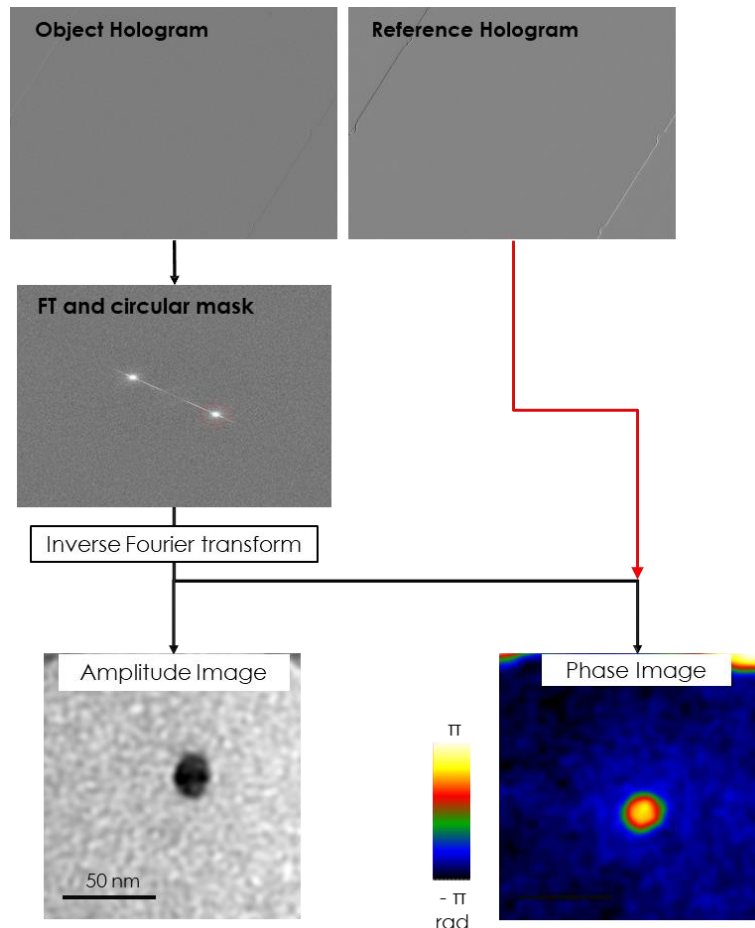 Object Hologram
Reference Hologram
FT and circular mask
Inverse Fourier transform
Amplitude Image
Phase Image
π
50 nm
- π
rad